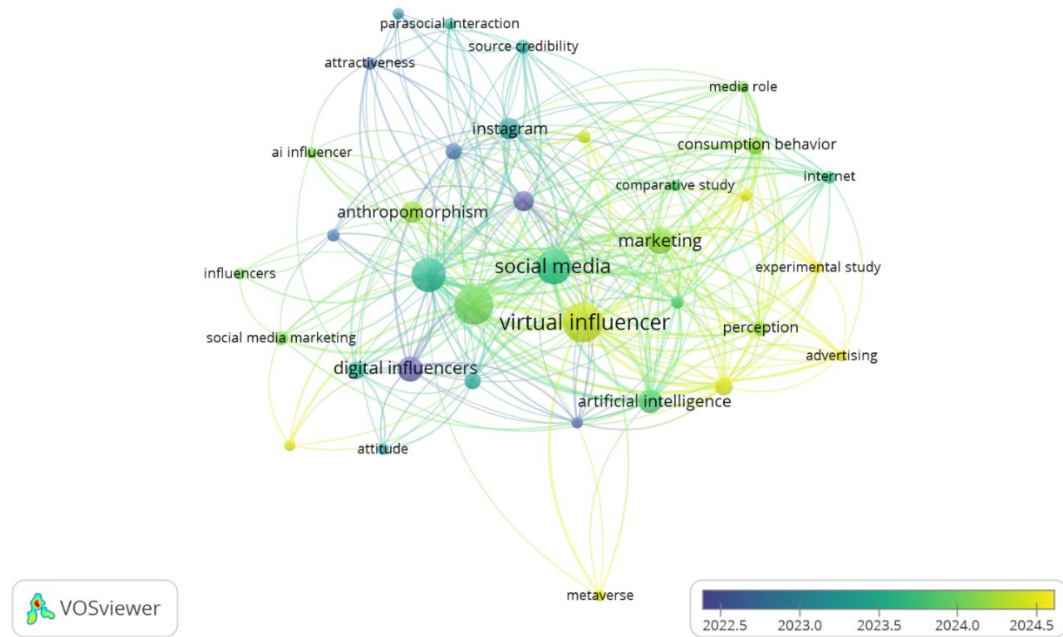 parasocial interaction
source credibility
attractiveness
media role
instagram
consumption behavior
ai influencer
internet
comparative study
anthropomorphism
marketing
social media
experimental study
influencers
virtual influencer
perception
social media marketing
advertising
digital influencers
artificial intelligence
attitude
metaverse
VOSviewer
2022.5 2023.0 2023.5 2024.0 2024.5